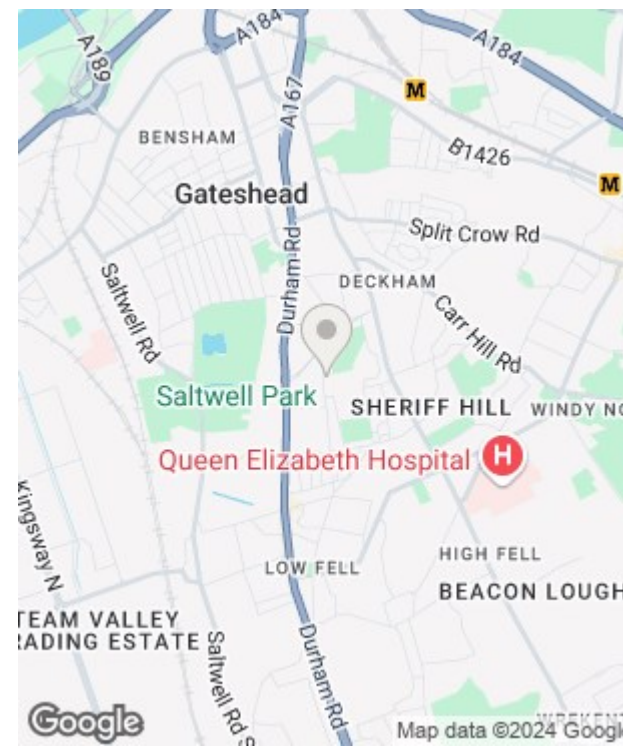 A184
A189
A184
A167
M
BENSHAM
B1426
Gateshead
M
Split Crow Rd
Durham Rd
DECKHAM
Saltwell Rd
Carr Hill Rd
Saltwell Park
SHERIFF HILL
WINDY NO
Queen Elizabeth Hospital
H
Kingsway N
HIGH FELL
LOW FELL
BEACON LOUGH
TEAM VALLEY
RADING ESTATE
Durham Rd
Saltwell Rd S
WREKENT
Google
Map data ©2024 Google